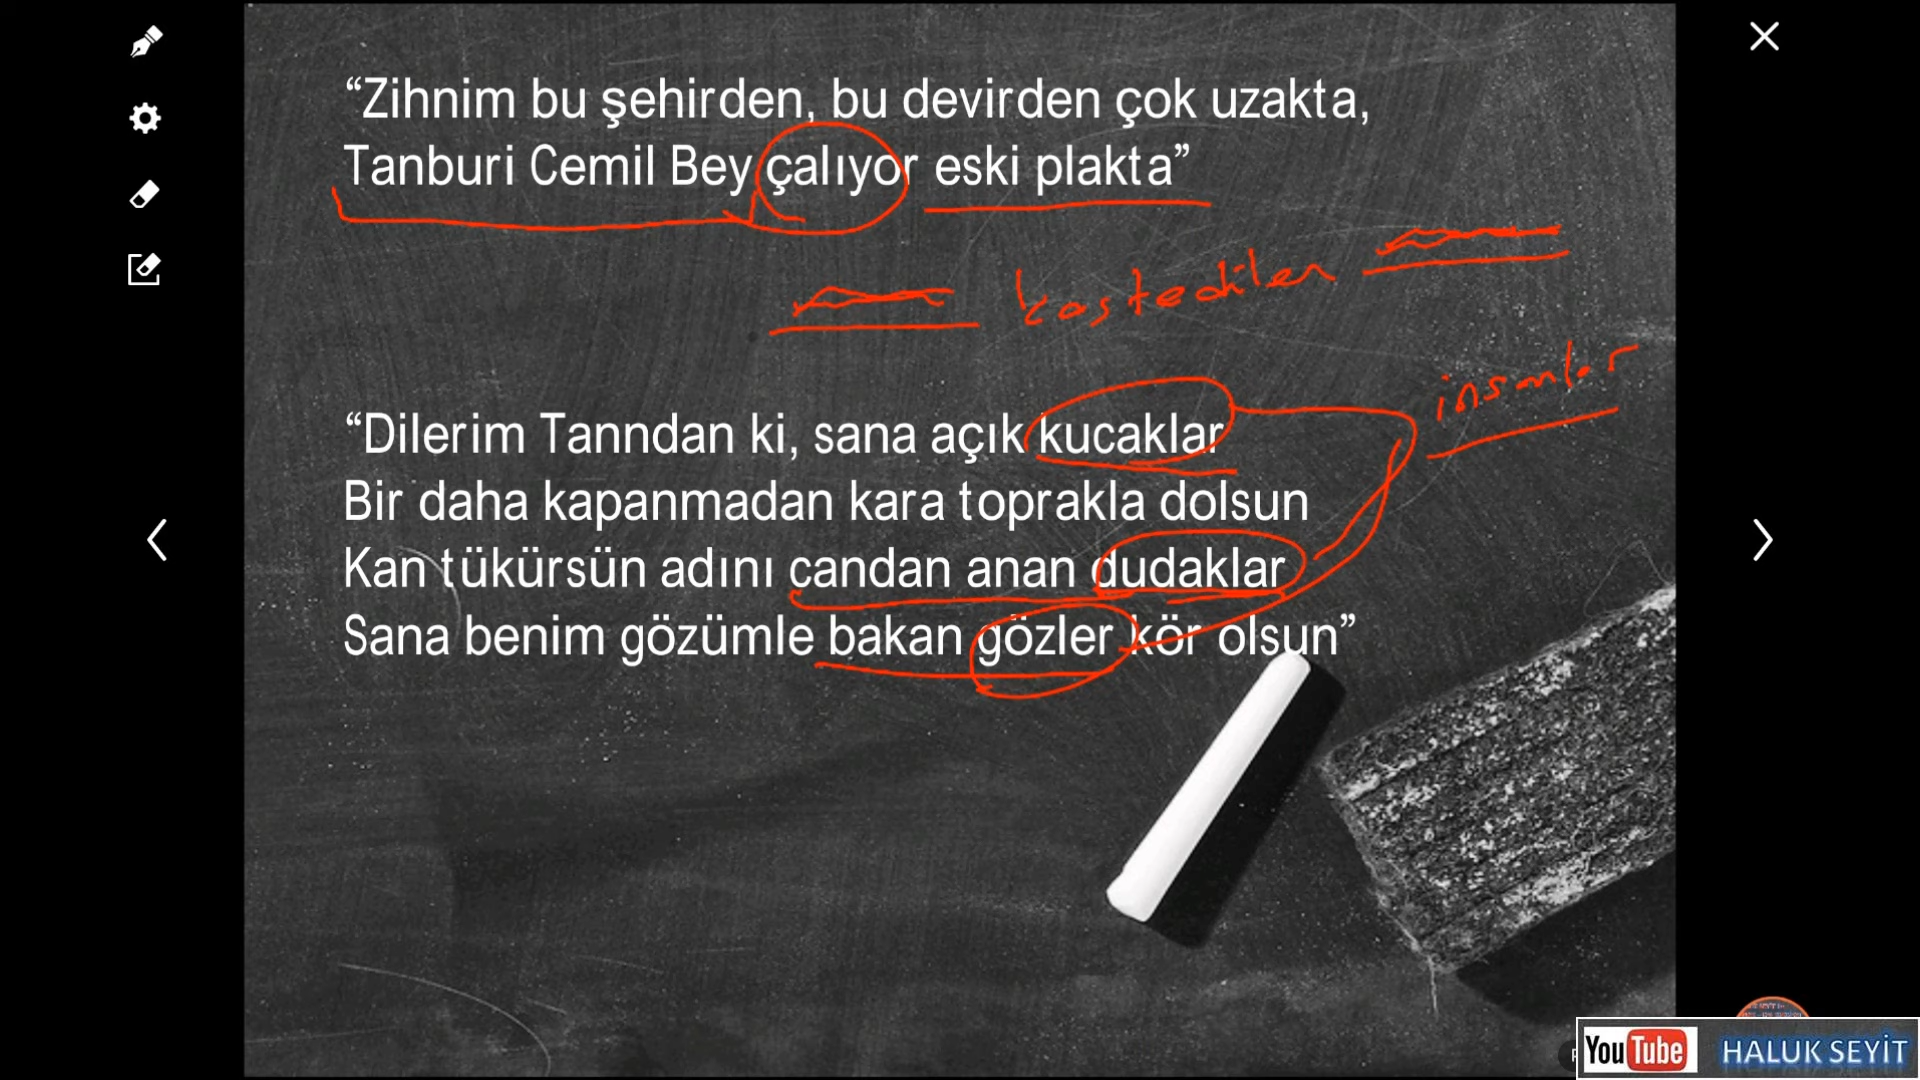 “Zihnim bu şehirden, bu devirden çok uzakta,
Tanburi Cemil Bey çalıyor eski plakta”
kastedilen
insanlar
“Dilerim Tanndan ki, sana açık kucaklar
Bir daha kapanmadan kara toprakla dolsun
Kan tükürsün adını candan anan dudaklar
Sana benim gözümle bakan gözler kör olsun”
YouTube HALUK SEYİT